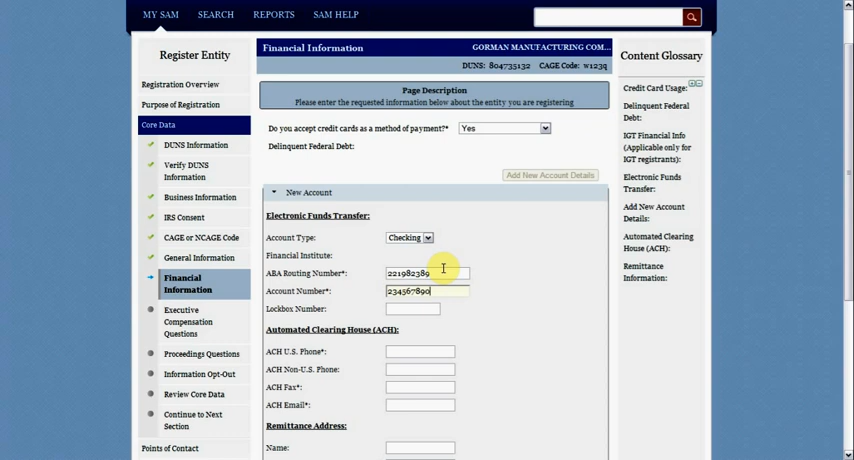 MY SAM SEARCH REPORTS SAM HELP
Register Entity
Registration Overview
Purpose of Registration
Core Data
DUNS Information
Verify DUNS
Information
Business Information
IRS Consent
CAGE or NCAGE Code
General Information
Financial
Information
Executive
Compensation
Questions
Proceedings Questions
Information Opt-Out
Review Core Data
Continue to Next
Section
Points of Contact
Financial Information GORMAN MANUFACTURING COM...
DUNS: 804735132 CAGE Code: w123q
Page Description
Please enter the requested information below about the entity you are registering
Do you accept credit cards as a method of payment?* Yes
Delinquent Federal Debt:
Add New Account Details
New Account
Electronic Funds Transfer:
Account Type: Checking
Financial Institute:
ABA Routing Number*: 221982389
Account Number*: 234567890
Lockbox Number:
Automated Clearing House (ACH):
ACH U.S. Phone*:
ACH Non-U.S. Phone:
ACH Fax*:
ACH Email*:
Remittance Address:
Name:
Content Glossary
Credit Card Usage:
Delinquent Federal
Debt:
IGT Financial Info
(Applicable only for
IGT registrants):
Electronic Funds
Transfer:
Add New Account
Details:
Automated Clearing
House (ACH):
Remittance
Information: